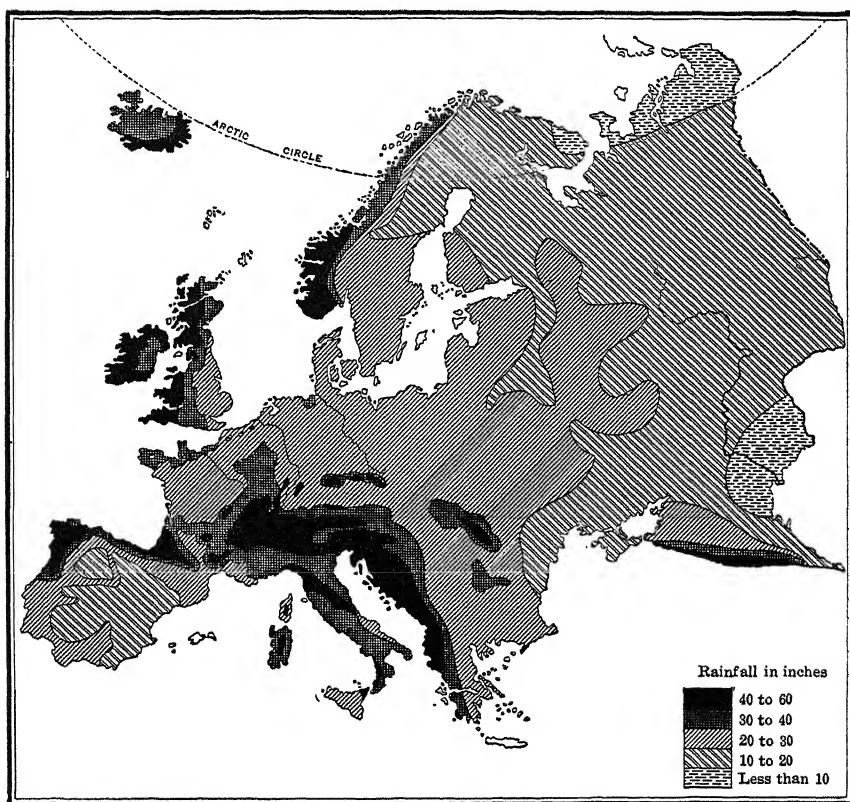 ARCTIC
CIRCLE
Rainfall in inches
40 to 60
30 to 40
20 to 30
10 to 20
Less than 10